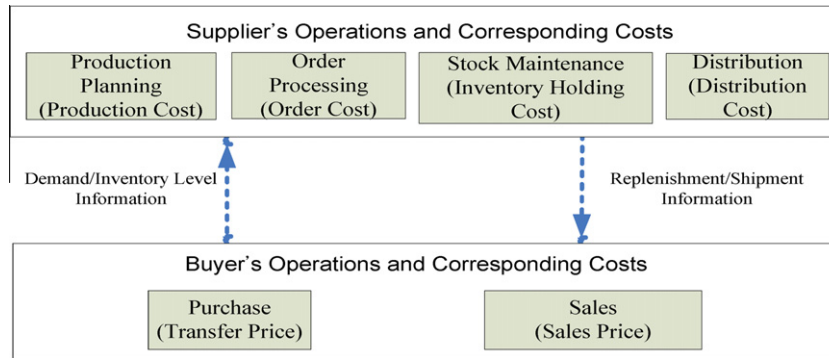 Supplier's Operations and Corresponding Costs
Production
Planning
(Production Cost)
Order
Processing
(Order Cost)
Stock Maintenance
(Inventory Holding
Cost)
Distribution
(Distribution
Cost)
Demand/Inventory Level
Information
Replenishment/Shipment
Information
Buyer's Operations and Corresponding Costs
Purchase
(Transfer Price)
Sales
(Sales Price)